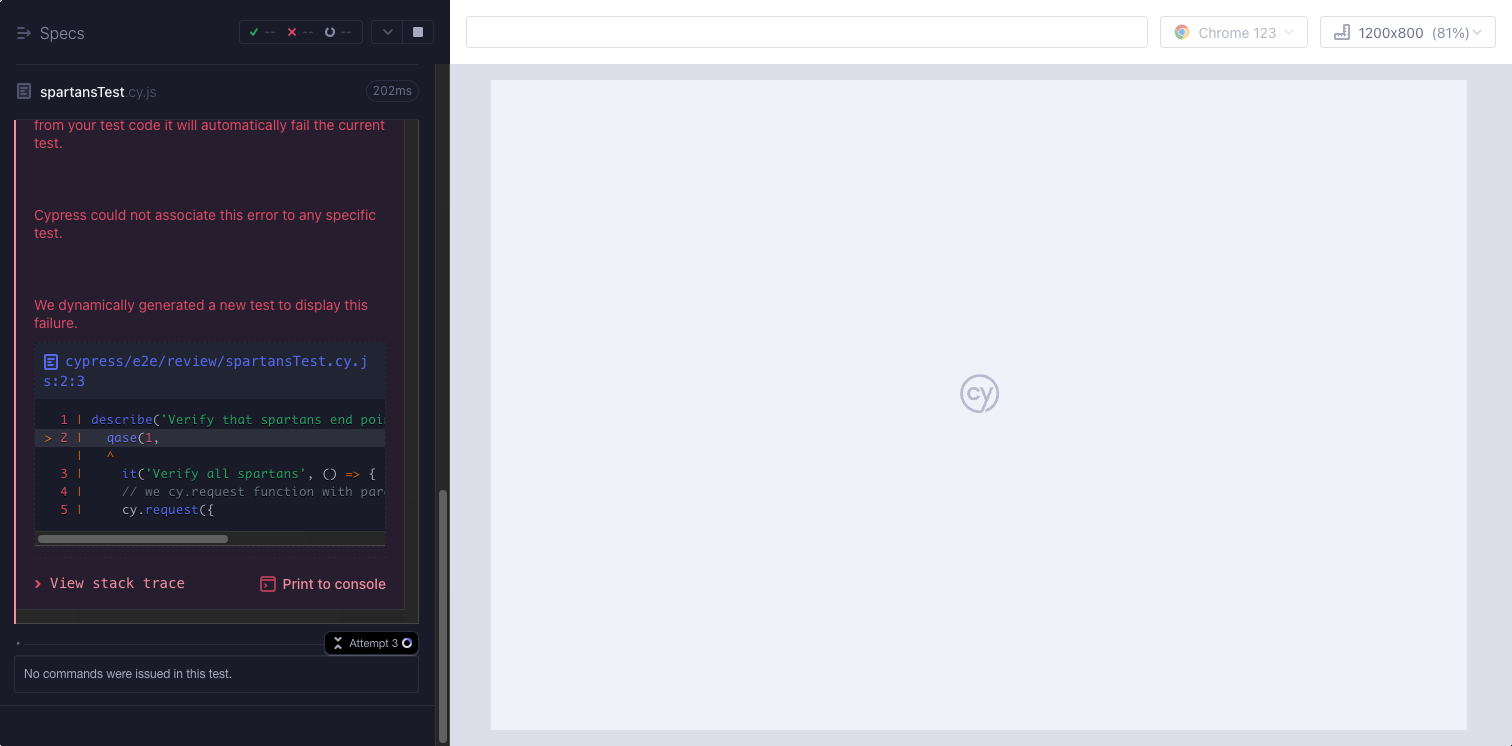 Specs
-- -- --
Chrome 123
1200x800 (81%)
spartansTest.cy.js
202ms
from your test code it will automatically fail the current
test.
Cypress could not associate this error to any specific
test.
We dynamically generated a new test to display this
failure.
cypress/e2e/review/spartansTest.cy.j
s:2:3
1 | describe('Verify that spartans end poi
> 2 | qase(1,
| ^
3 | it('Verify all spartans', () => {
4 | // we cy.request function with par
5 | cy.request({
View stack trace
Print to console
Attempt 3
No commands were issued in this test.
cy